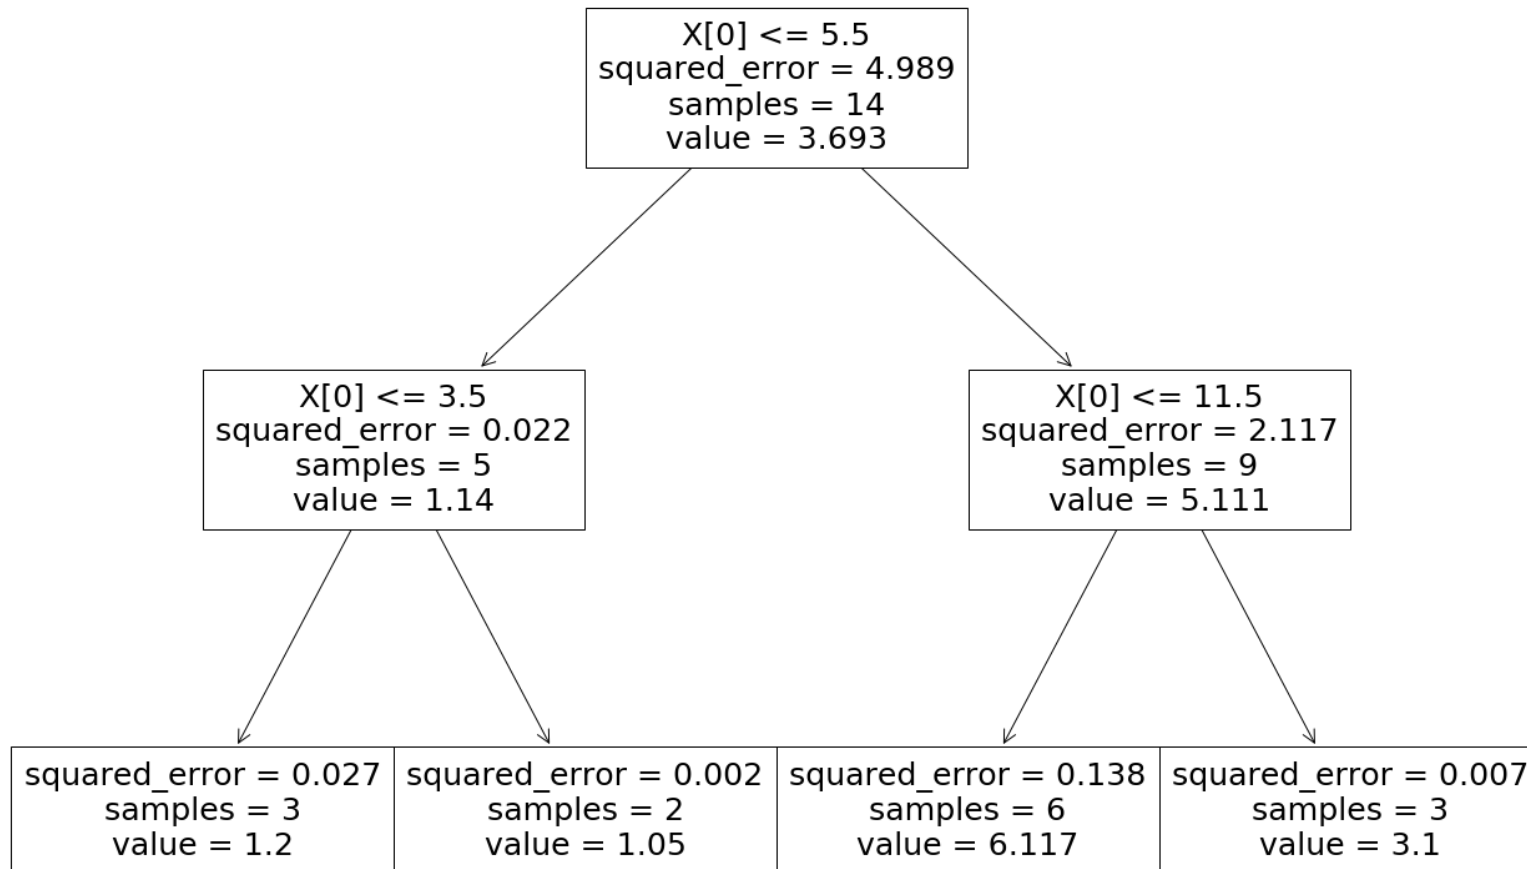 X[0] <= 5.5
squared_error = 4.989
samples = 14
value = 3.693
X[0] <= 3.5
squared_error = 0.022
samples = 5
value = 1.14
X[0] <= 11.5
squared_error = 2.117
samples = 9
value = 5.111
squared_error = 0.027
samples = 3
value = 1.2
squared_error = 0.002
samples = 2
value = 1.05
squared_error = 0.138
samples = 6
value = 6.117
squared_error = 0.007
samples = 3
value = 3.1